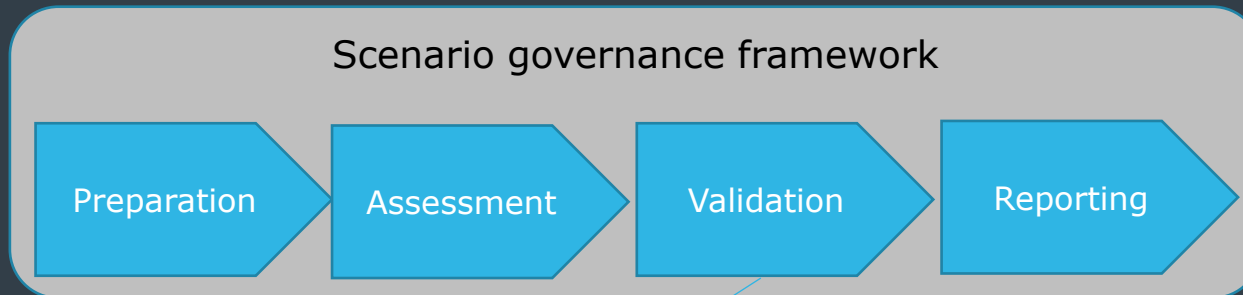 Scenario governance framework
Preparation
Assessment
Validation
Reporting